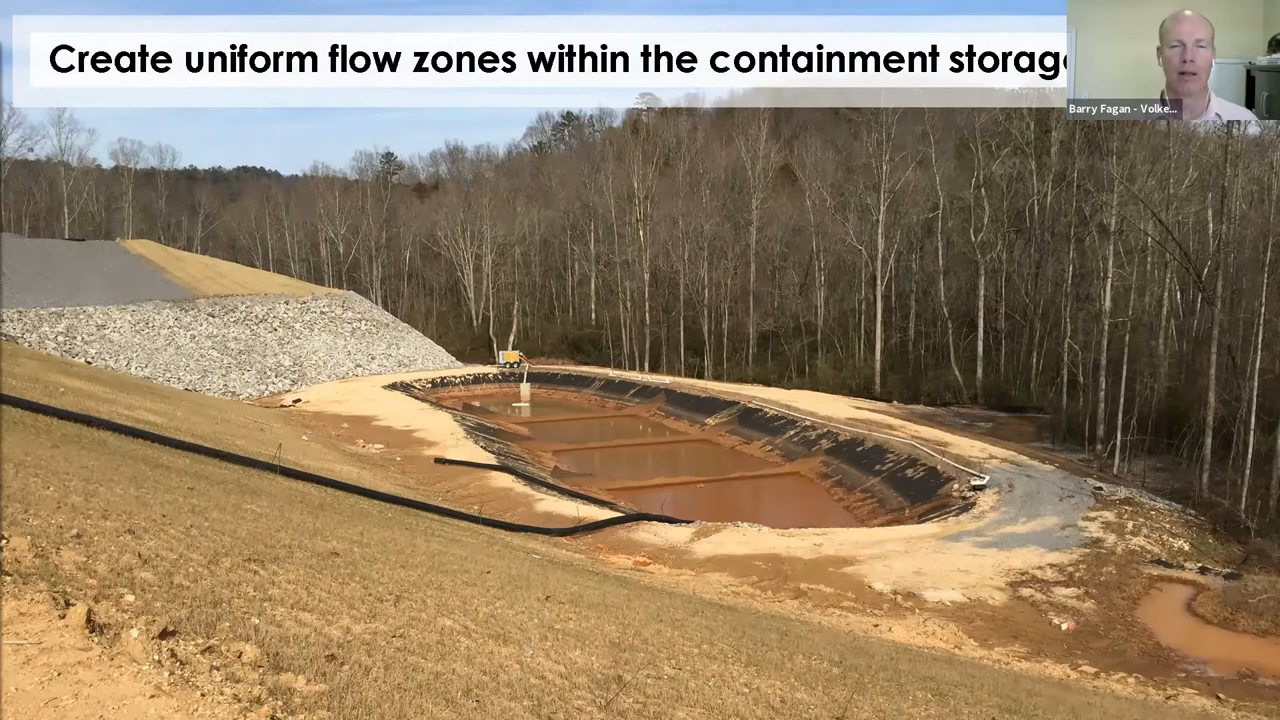 Create uniform flow zones within the containment storag
Barry Fagan - Volke...